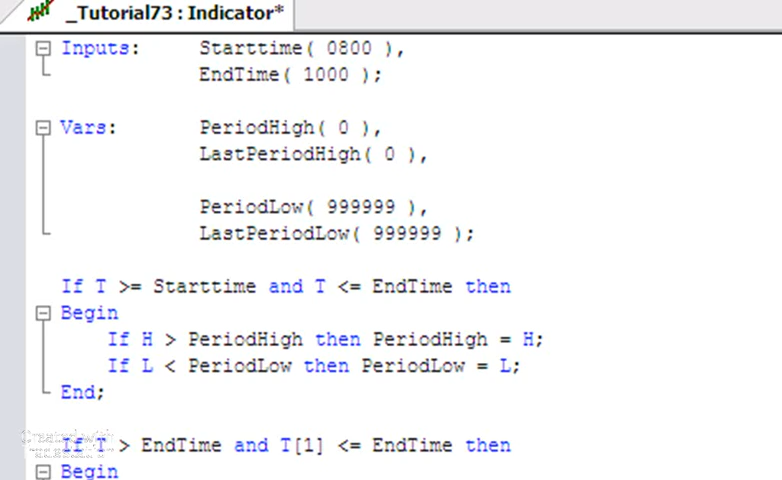 _Tutorial73 : Indicator*
Inputs: Starttime( 0800 ),
EndTime( 1000 );
Vars: PeriodHigh( 0 ),
LastPeriodHigh( 0 ),
PeriodLow( 999999 ),
LastPeriodLow( 999999 );
If T >= Starttime and T <= EndTime then
Begin
If H > PeriodHigh then PeriodHigh = H;
If L < PeriodLow then PeriodLow = L;
End;
Created with
If T > EndTime and T[1] <= EndTime then
Begin